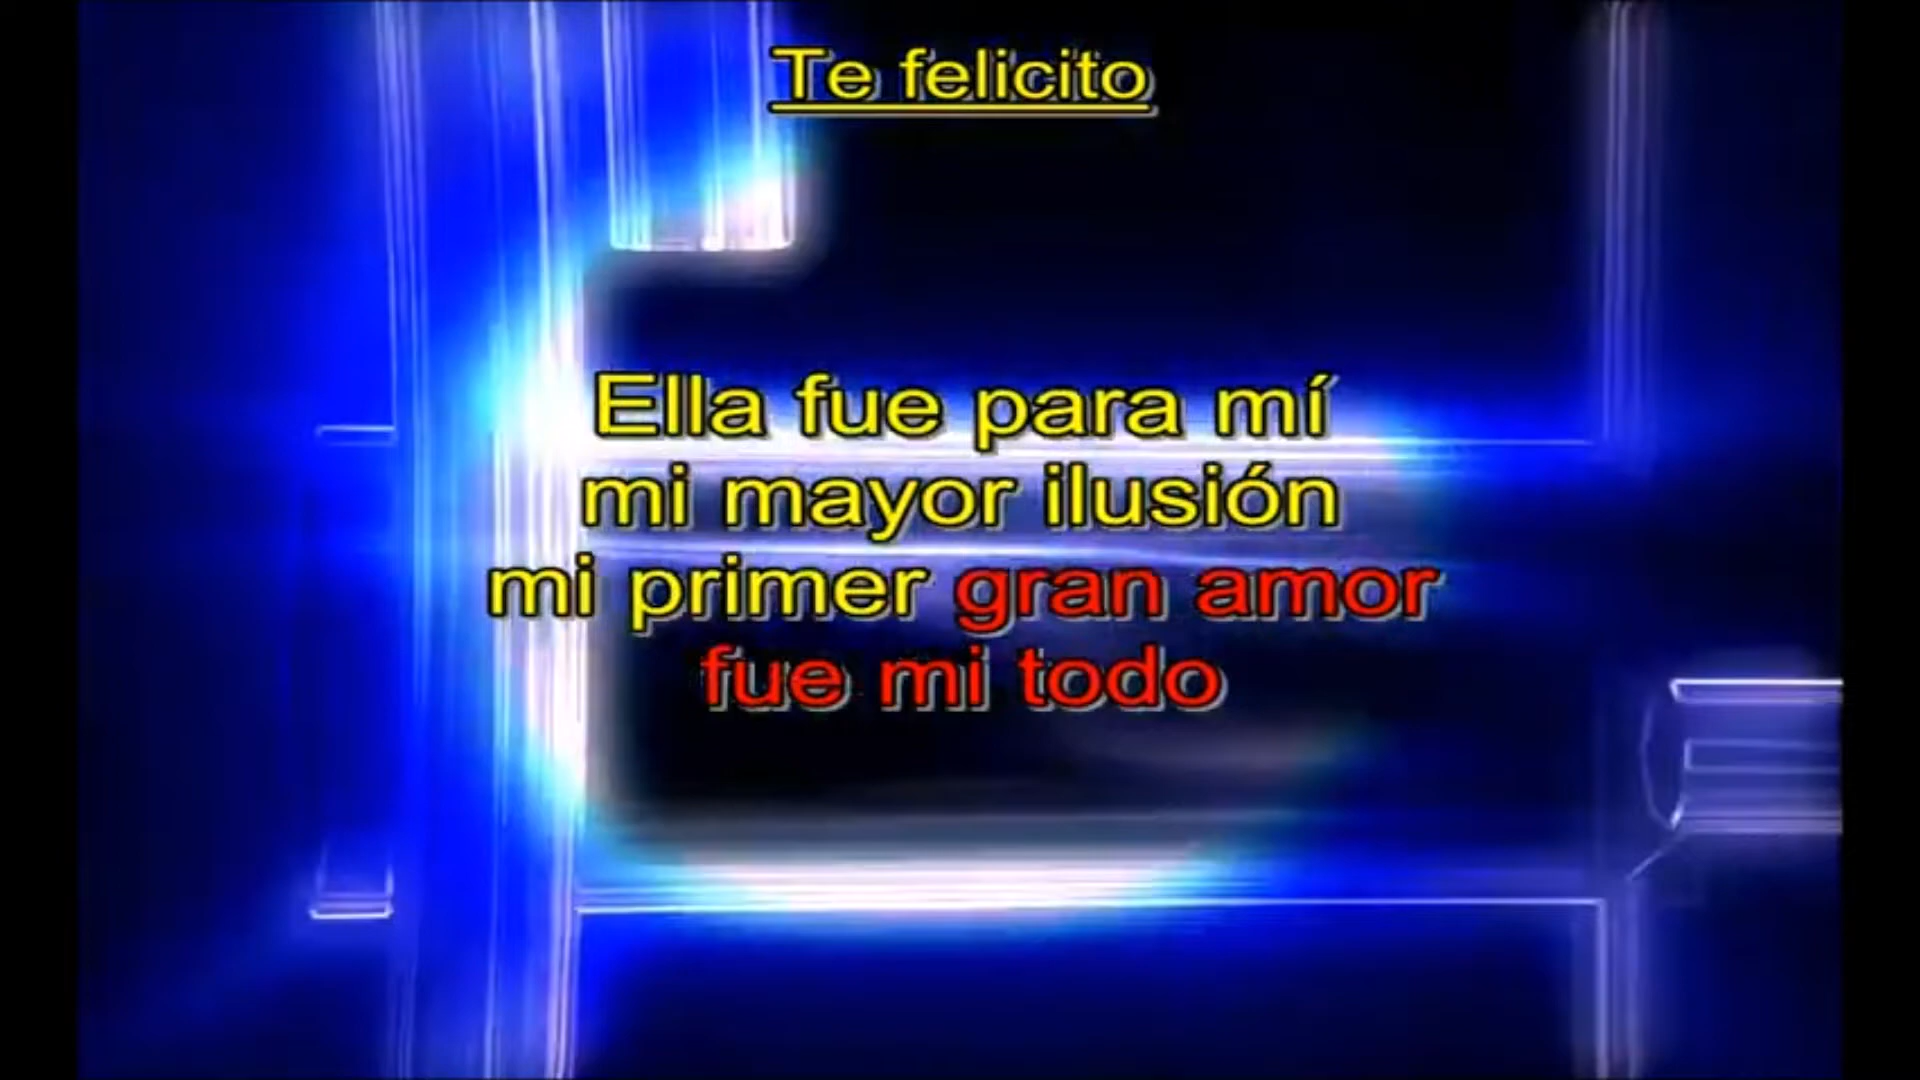 Te felicito
Ella fue para mí
mi mayor ilusión
mi primer gran amor
fue mi todo